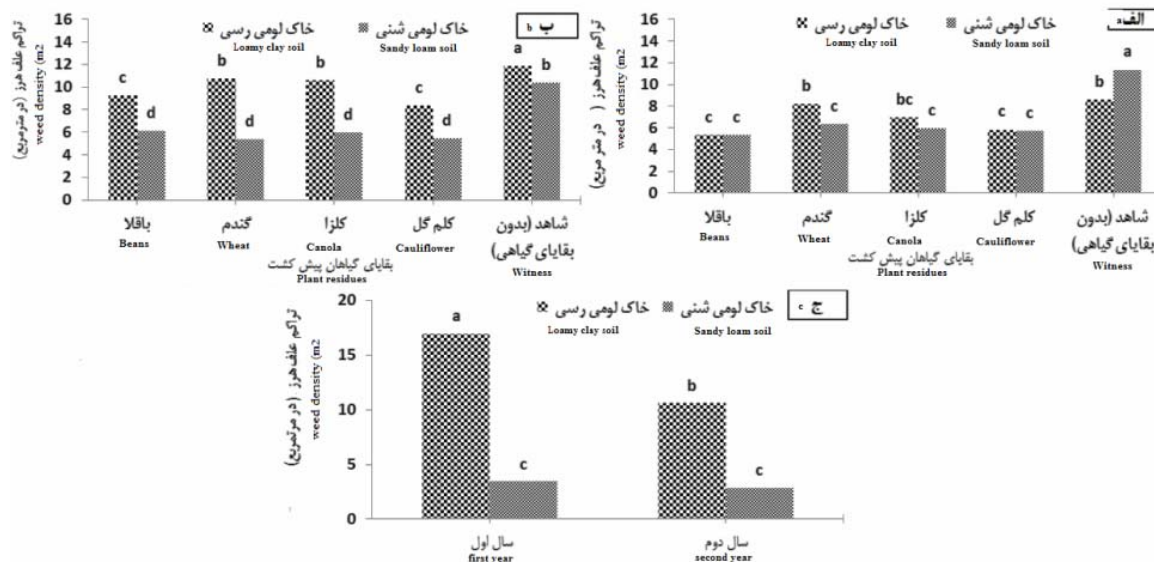 الف a
خاک لومی رسی
Loamy clay soil
خاک لومی شنی
Sandy loam soil
تراکم علف هرز ( در متر مربع)
weed density (m2
16
14
12
10
8
6
4
2
0
c c b c bc c c c b a
باقلا
Beans
گندم
Wheat
کلزا
Canola
کلم گل
Cauliflower
شاهد (بدون
بقایای گیاهی)
Witness
بقایای گیاهان پیش کشت
Plant residues
ب b
خاک لومی رسی
Loamy clay soil
خاک لومی شنی
Sandy loam soil
تراکم علف هرز (در مترمربع)
weed density (m2
16
14
12
10
8
6
4
2
0
c d b d b d c d a b
باقلا
Beans
گندم
Wheat
کلزا
Canola
کلم گل
Cauliflower
شاهد (بدون
بقایای گیاهی)
Witness
بقایای گیاهان پیش کشت
Plant residues
ج c
خاک لومی رسی
Loamy clay soil
خاک لومی شنی
Sandy loam soil
تراکم علف هرز (در مرتمربع)
weed density (m2
20
15
10
5
0
a c b c
سال اول
first year
سال دوم
second year